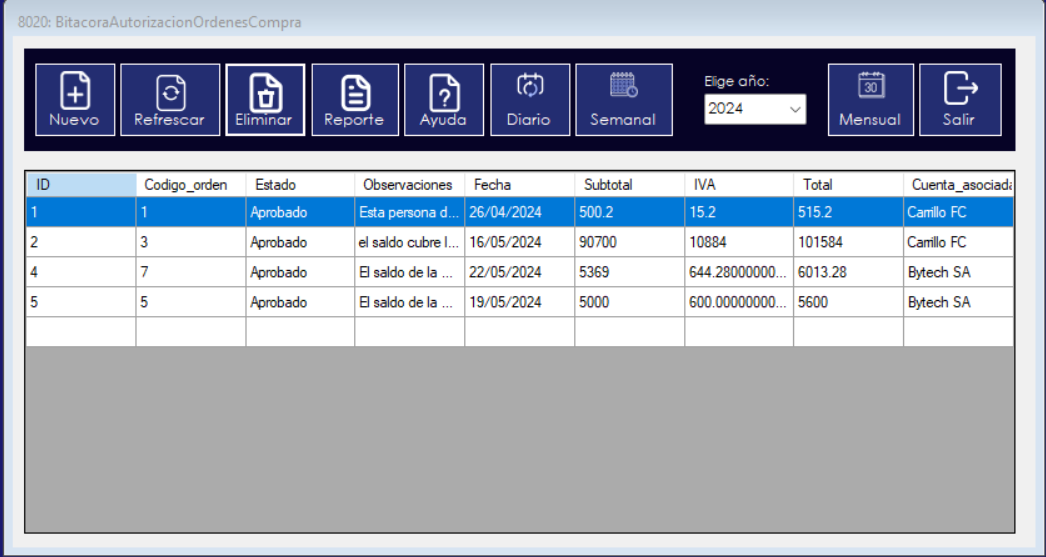 8020: BitacoraAutorizacionOrdenesCompra
Elige año:
Nuevo Refrescar Eliminar Reporte Ayuda Diario Semanal 2024 30 Mensual Salir
ID Codigo_orden Estado Observaciones Fecha Subtotal IVA Total Cuenta_asociada
1 1 Aprobado Esta persona d... 26/04/2024 500.2 15.2 515.2 Carrillo FC
2 3 Aprobado el saldo cubre l... 16/05/2024 90700 10884 101584 Carrillo FC
4 7 Aprobado El saldo de la ... 22/05/2024 5369 644.28000000... 6013.28 Bytech SA
5 5 Aprobado El saldo de la ... 19/05/2024 5000 600.00000000... 5600 Bytech SA